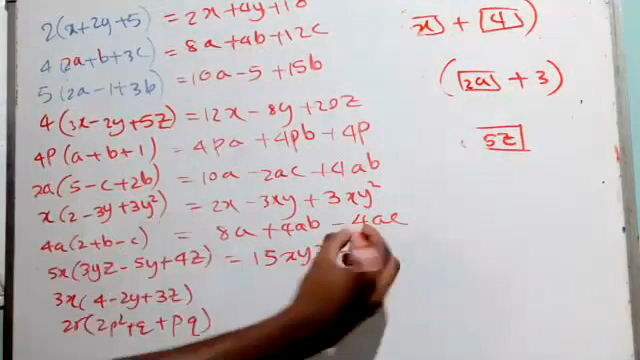 2(x+2y+5) = 2x+4y+10
4(2a+b+3c) = 8a+4b+12c
5(2a-1+3b) = 10a-5+15b
4(3x-2y+5z) = 12x-8y+20z
4p(a+b+1) = 4pa+4pb+4p
2a(5-c+2b) = 10a-2ac+4ab
x(2-3y+3y²) = 2x-3xy+3xy²
4a(2+b-c) = 8a+4ab-4ac
5x(3yz-5y+4z) = 15xy
3x(4-2y+3z)
2r(2p²+q+pq)
x + 4
(2a + 3)
5z